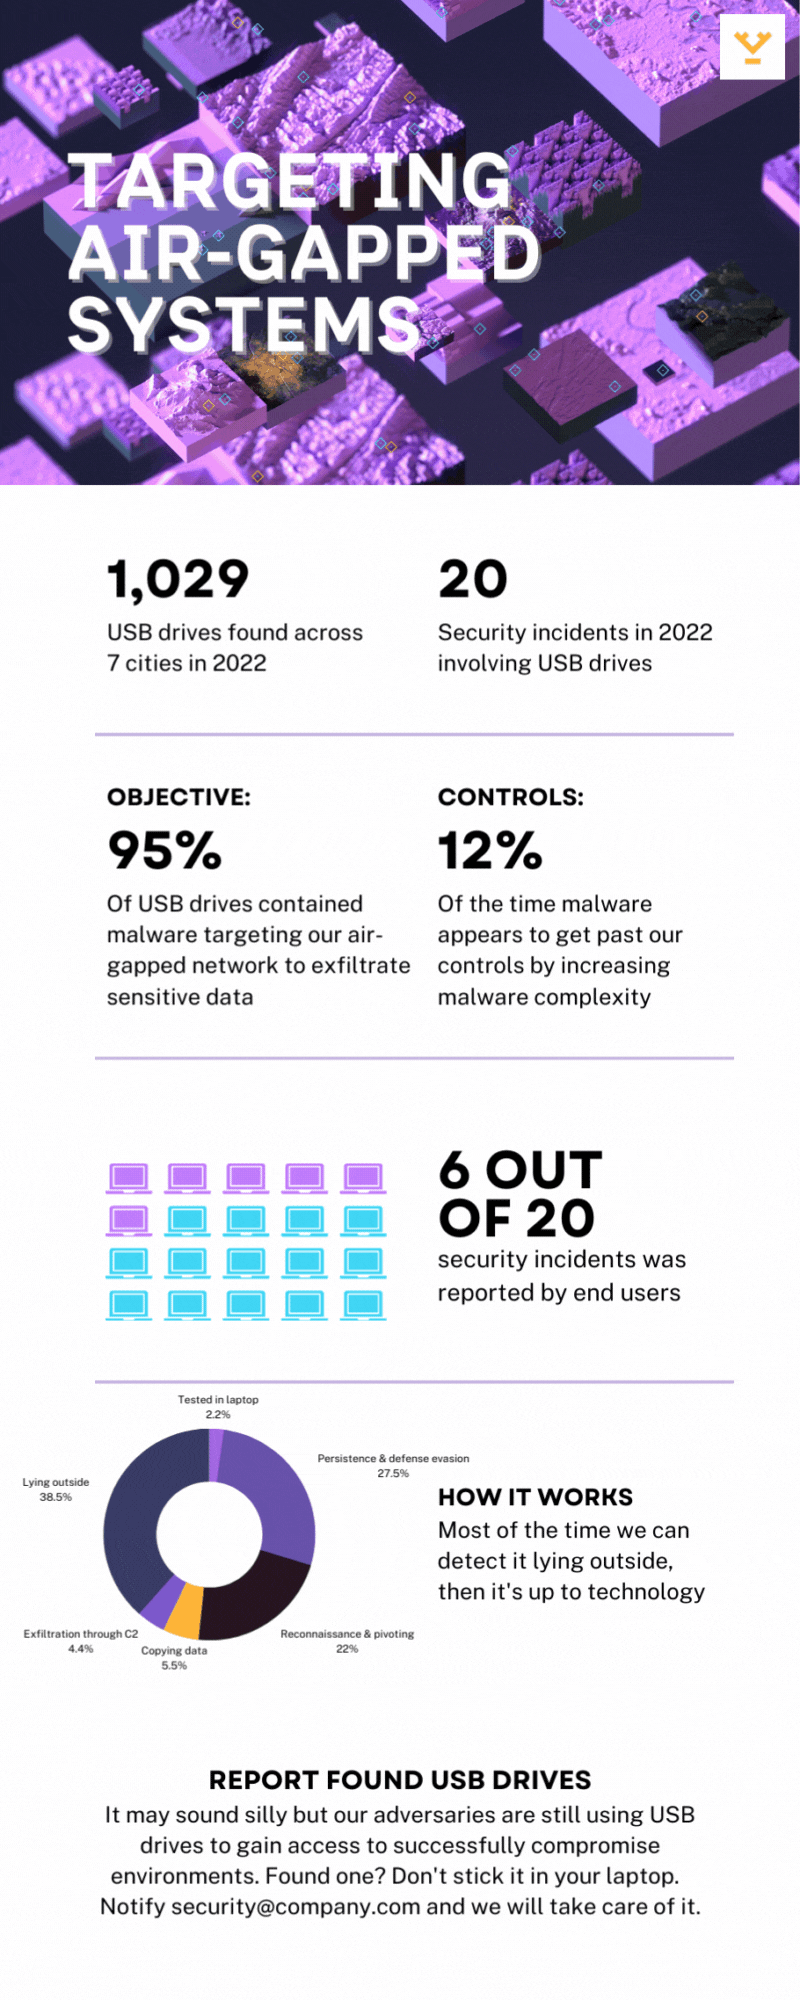 TARGETING
AIR-GAPPED
SYSTEMS
1,029
USB drives found across
7 cities in 2022
20
Security incidents in 2022
involving USB drives
OBJECTIVE:
95%
Of USB drives contained
malware targeting our air-
gapped network to exfiltrate
sensitive data
CONTROLS:
12%
Of the time malware
appears to get past our
controls by increasing
malware complexity
6 OUT
OF 20
security incidents was
reported by end users
Tested in laptop
2.2%
Persistence & defense evasion
27.5%
Lying outside
38.5%
Exfiltration through C2
4.4%
Copying data
5.5%
Reconnaissance & pivoting
22%
HOW IT WORKS
Most of the time we can
detect it lying outside,
then it's up to technology
REPORT FOUND USB DRIVES
It may sound silly but our adversaries are still using USB
drives to gain access to successfully compromise
environments. Found one? Don't stick it in your laptop.
Notify security@company.com and we will take care of it.